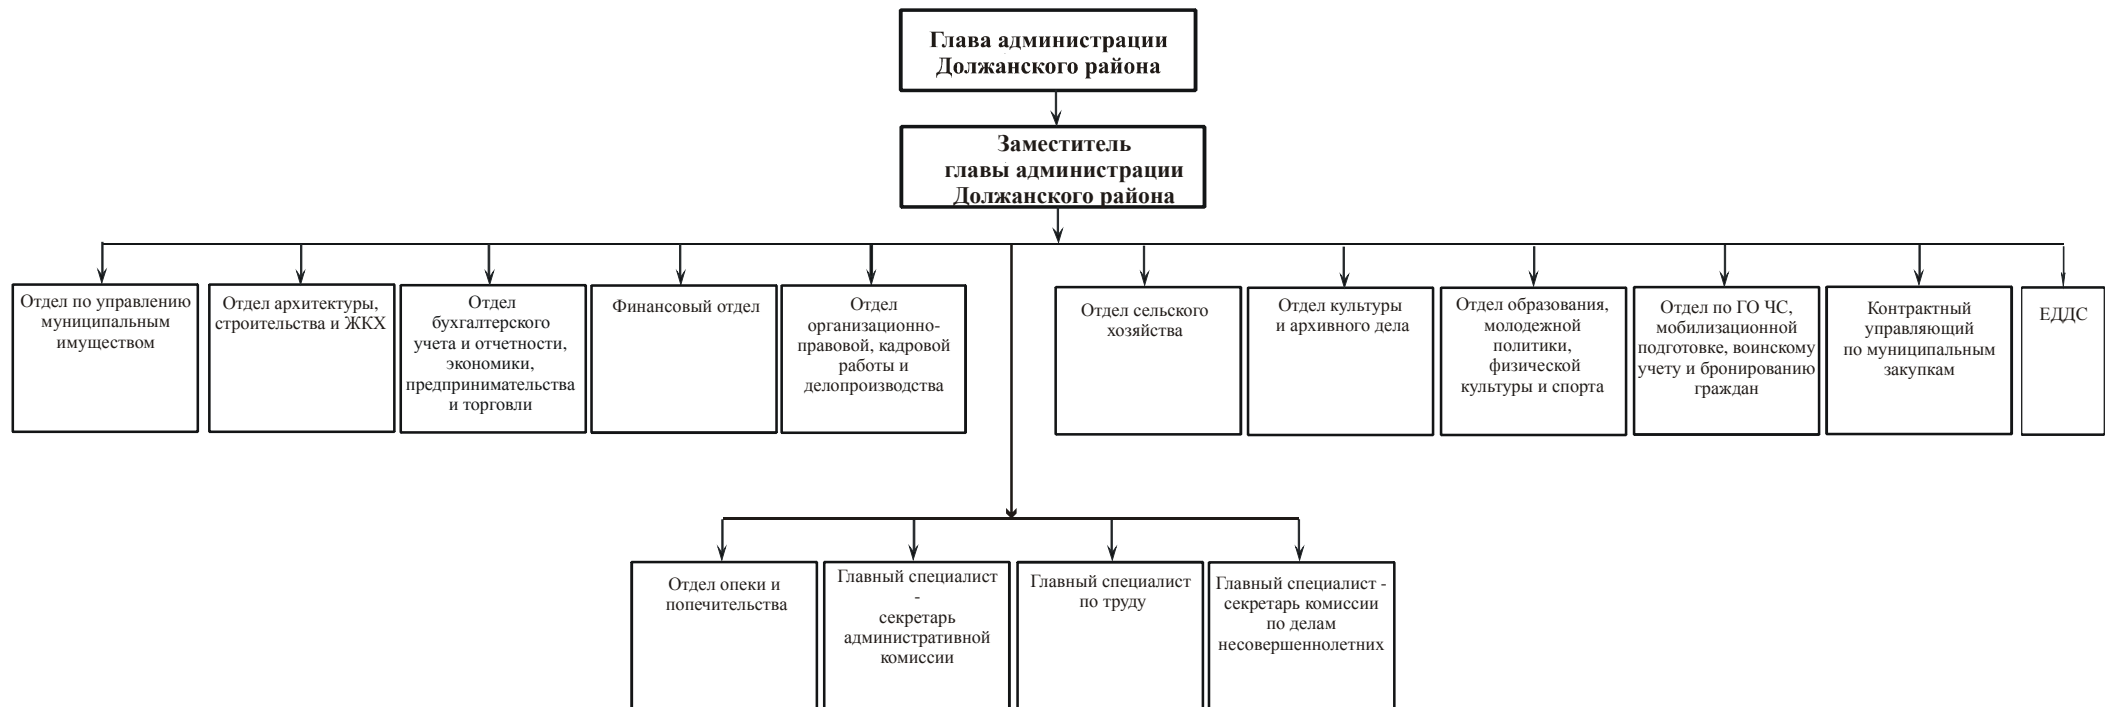 Глава администрации
Должанского района
Заместитель
главы администрации
Должанского района
Отдел по управлению
муниципальным
имуществом
Отдел архитектуры,
строительства и ЖКХ
Отдел
бухгалтерского
учета и отчетности,
экономики,
предпринимательства
и торговли
Финансовый отдел
Отдел
организационно-
правовой, кадровой
работы и
делопроизводства
Отдел сельского
хозяйства
Отдел культуры
и архивного дела
Отдел образования,
молодежной
политики,
физической
культуры и спорта
Отдел по ГО ЧС,
мобилизационной
подготовке, воинскому
учету и бронированию
граждан
Контрактный
управляющий
по муниципальным
закупкам
ЕДДС
Отдел опеки и
попечительства
Главный специалист
-
секретарь
административной
комиссии
Главный специалист
по труду
Главный специалист -
секретарь комиссии
по делам
несовершеннолетних